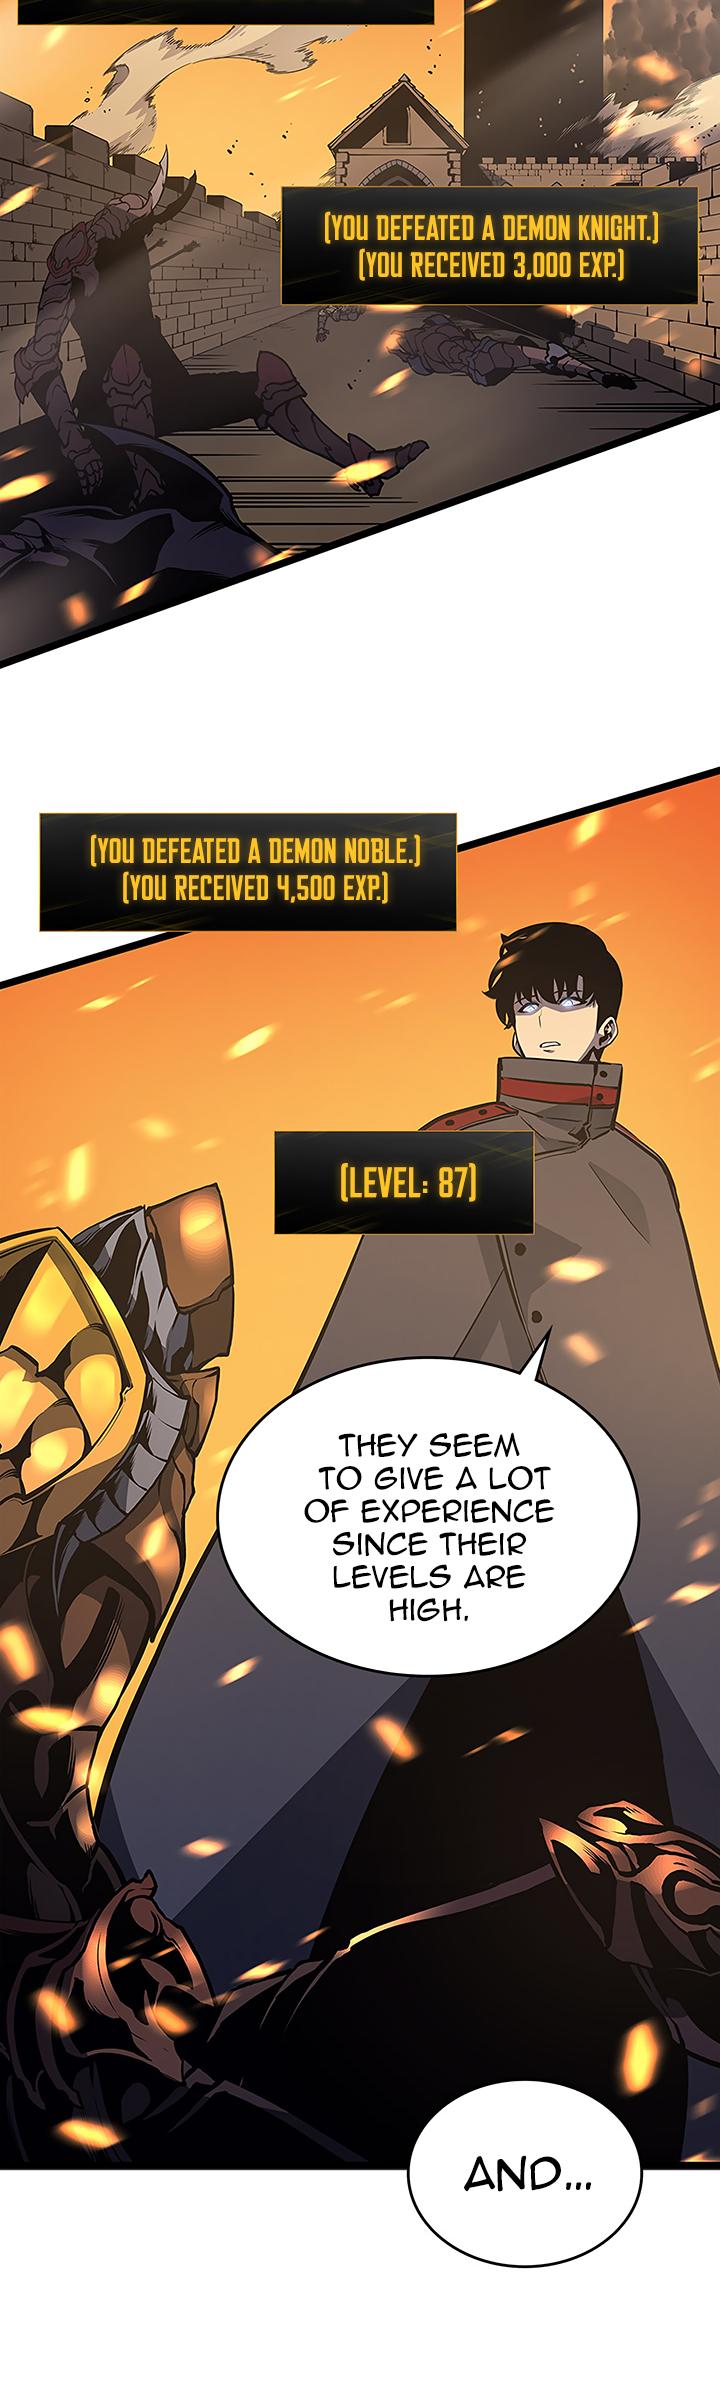 (YOU DEFEATED A DEMON KNIGHT.)
(YOU RECEIVED 3,000 EXP.)
(YOU DEFEATED A DEMON NOBLE.)
(YOU RECEIVED 4,500 EXP.)
(LEVEL: 87)
THEY SEEM
TO GIVE A LOT
OF EXPERIENCE
SINCE THEIR
LEVELS ARE
HIGH.
AND...